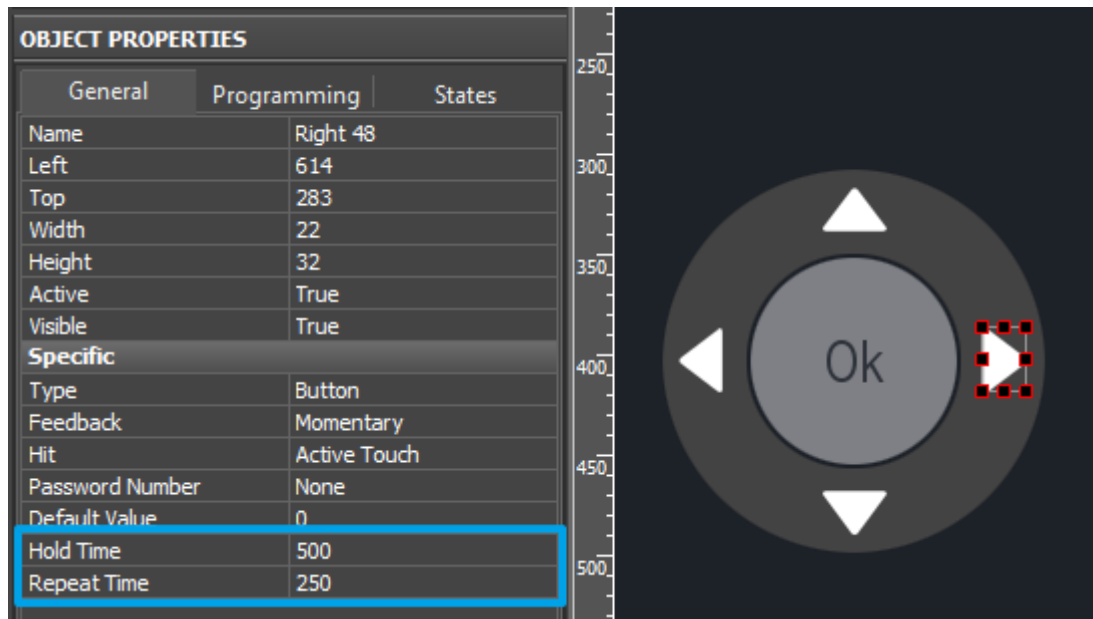 OBJECT PROPERTIES
General Programming States
Name Right 48
Left 614
Top 283
Width 22
Height 32
Active True
Visible True
Specific
Type Button
Feedback Momentary
Hit Active Touch
Password Number None
Default Value 0
Hold Time 500
Repeat Time 250
250
300
350
400
450
500
Ok